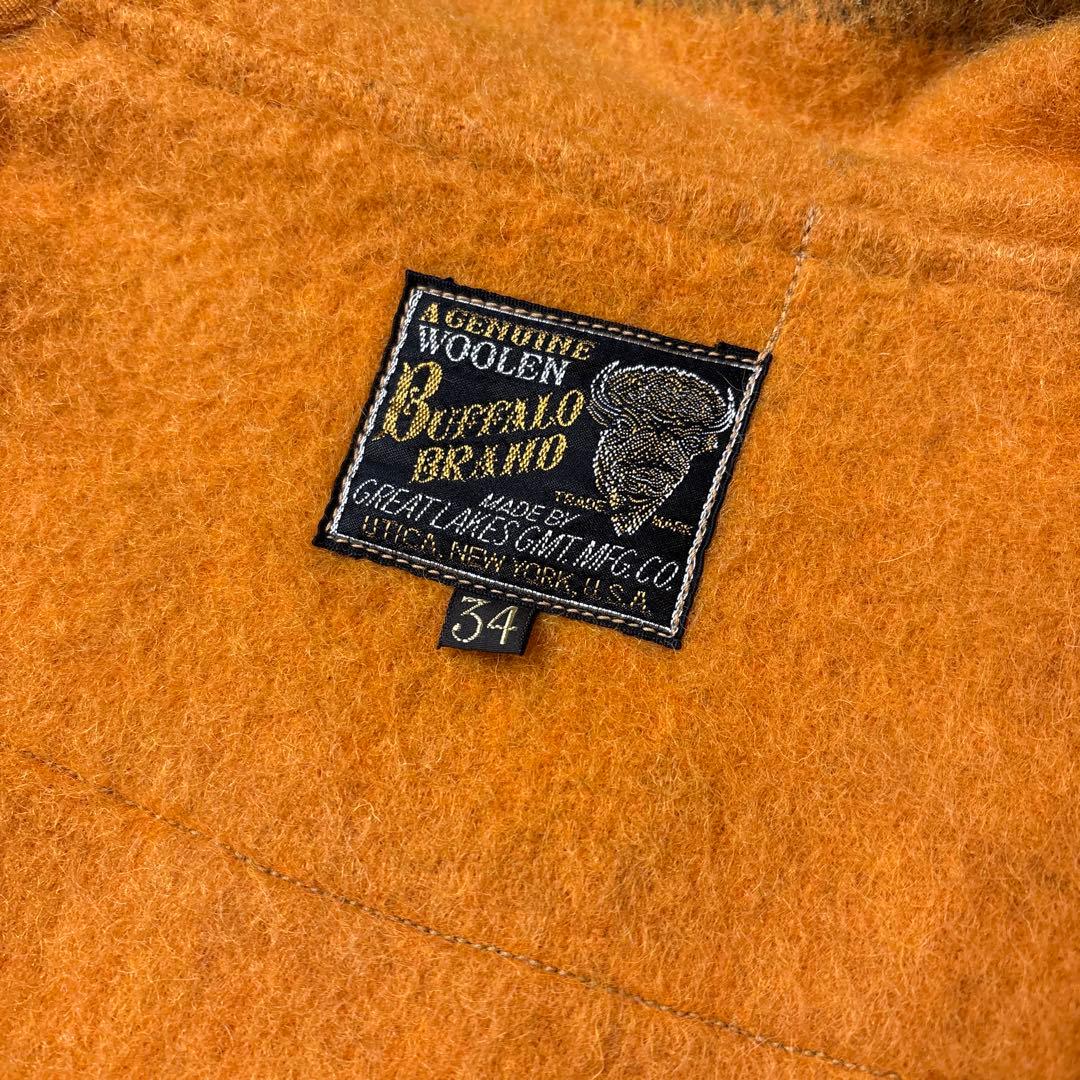 A GENUINE
WOOLEN
BUFFALO
BRAND
TRADE MARK
MADE BY
GREAT LAKES GMT. MFG. CO.
UTICA, NEW YORK, U.S.A.
34